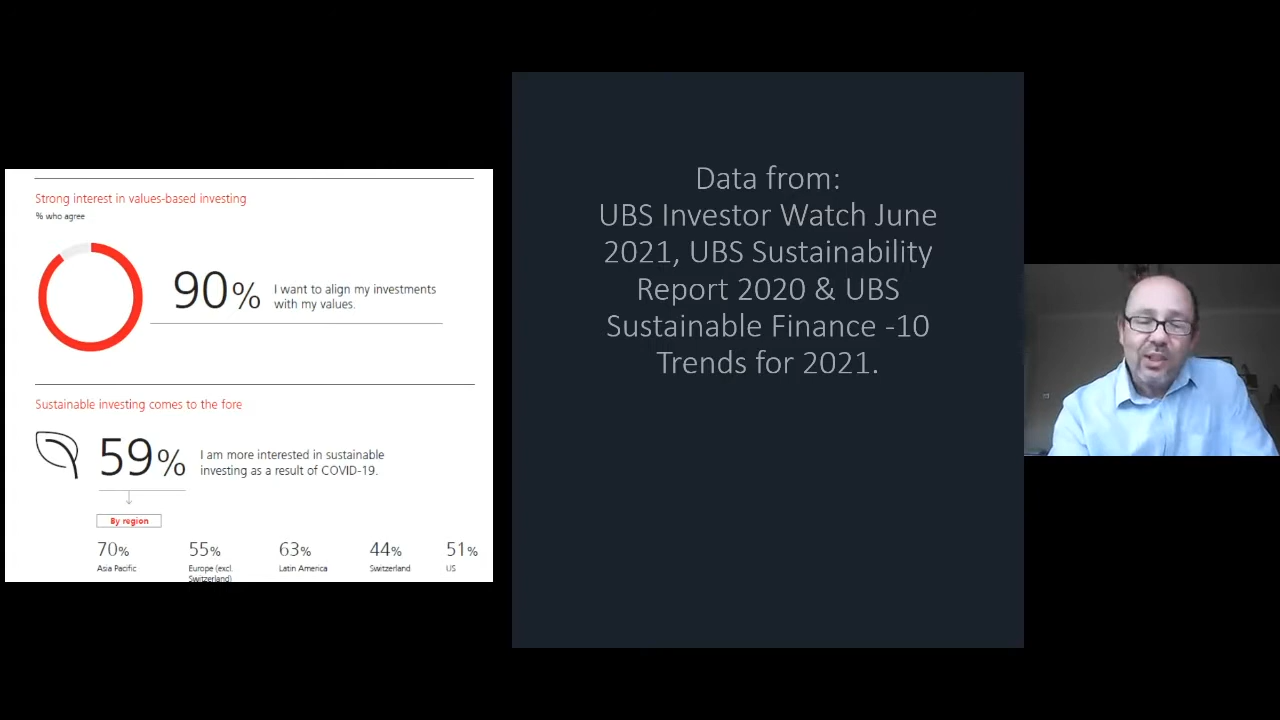 Strong interest in values-based investing
% who agree
90% I want to align my investments
with my values.
Sustainable investing comes to the fore
59% I am more interested in sustainable
investing as a result of COVID-19.
By region
70% 55% 63% 44% 51%
Asia Pacific Europe (excl. Latin America Switzerland US
Switzerland)
Data from:
UBS Investor Watch June
2021, UBS Sustainability
Report 2020 & UBS
Sustainable Finance -10
Trends for 2021.